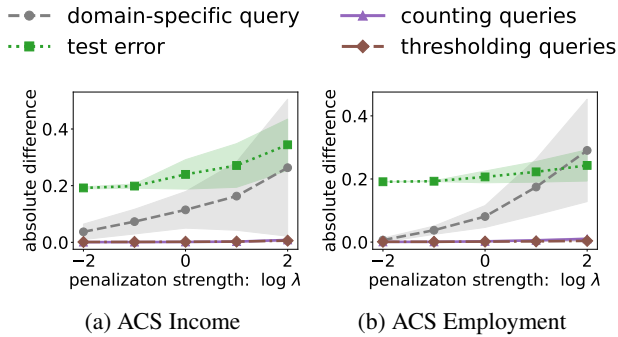 domain-specific query
counting queries
test error
thresholding queries
absolute difference
0.4
0.2
0.0
−2
0
2
penalizaton strength: log λ
(a) ACS Income
absolute difference
0.4
0.2
0.0
−2
0
2
penalizaton strength: log λ
(b) ACS Employment